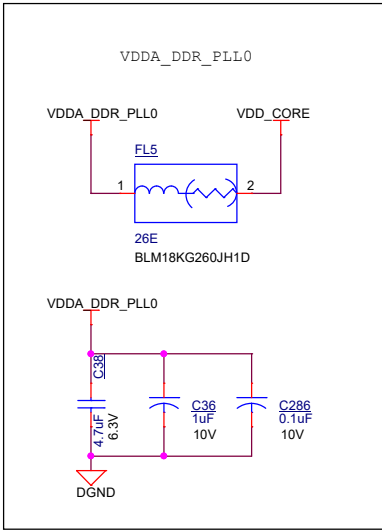 VDDA_DDR_PLL0
VDDA_DDR_PLL0
VDD_CORE
FL5
1
2
26E
BLM18KG260JH1D
VDDA_DDR_PLL0
C38
4.7uF
6.3V
C36
1uF
10V
C286
0.1uF
10V
DGND